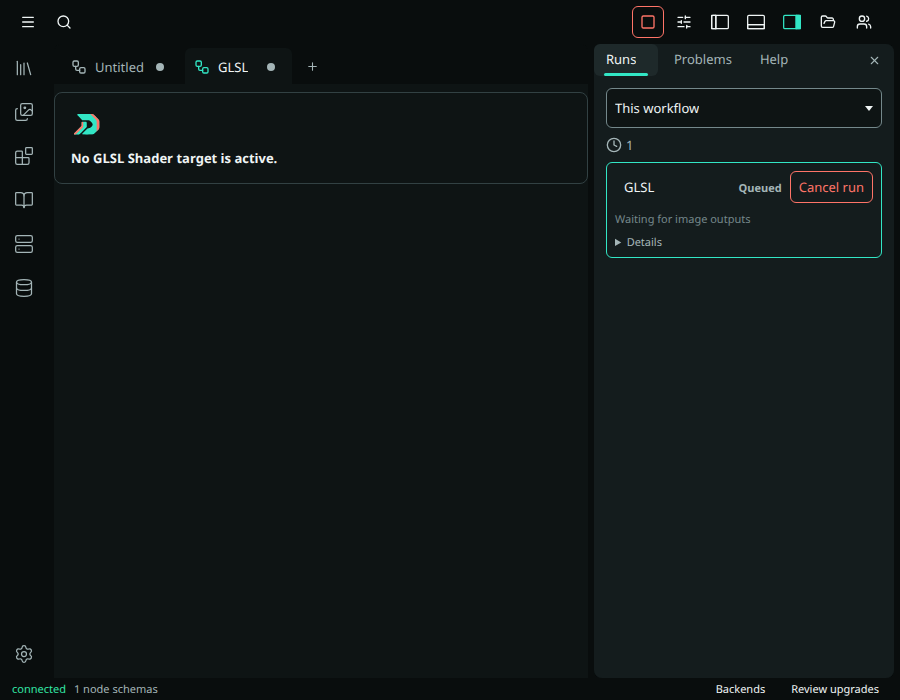 Untitled
GLSL
Runs
Problems
Help
No GLSL Shader target is active.
This workflow
1
GLSL
Queued
Cancel run
Waiting for image outputs
Details
connected
1 node schemas
Backends
Review upgrades